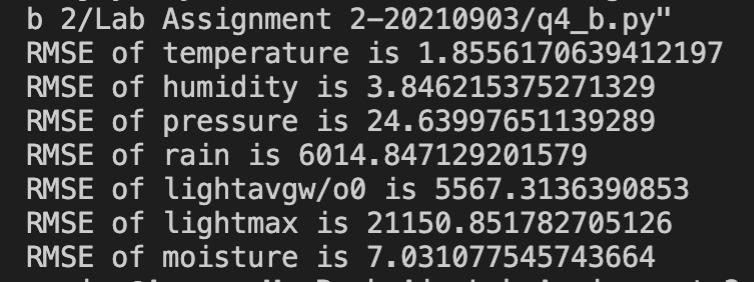 b 2/Lab Assignment 2-20210903/q4_b.py"
RMSE of temperature is 1.8556170639412197
RMSE of humidity is 3.846215375271329
RMSE of pressure is 24.63997651139289
RMSE of rain is 6014.847129201579
RMSE of lightavgw/o0 is 5567.3136390853
RMSE of lightmax is 21150.851782705126
RMSE of moisture is 7.031077545743664